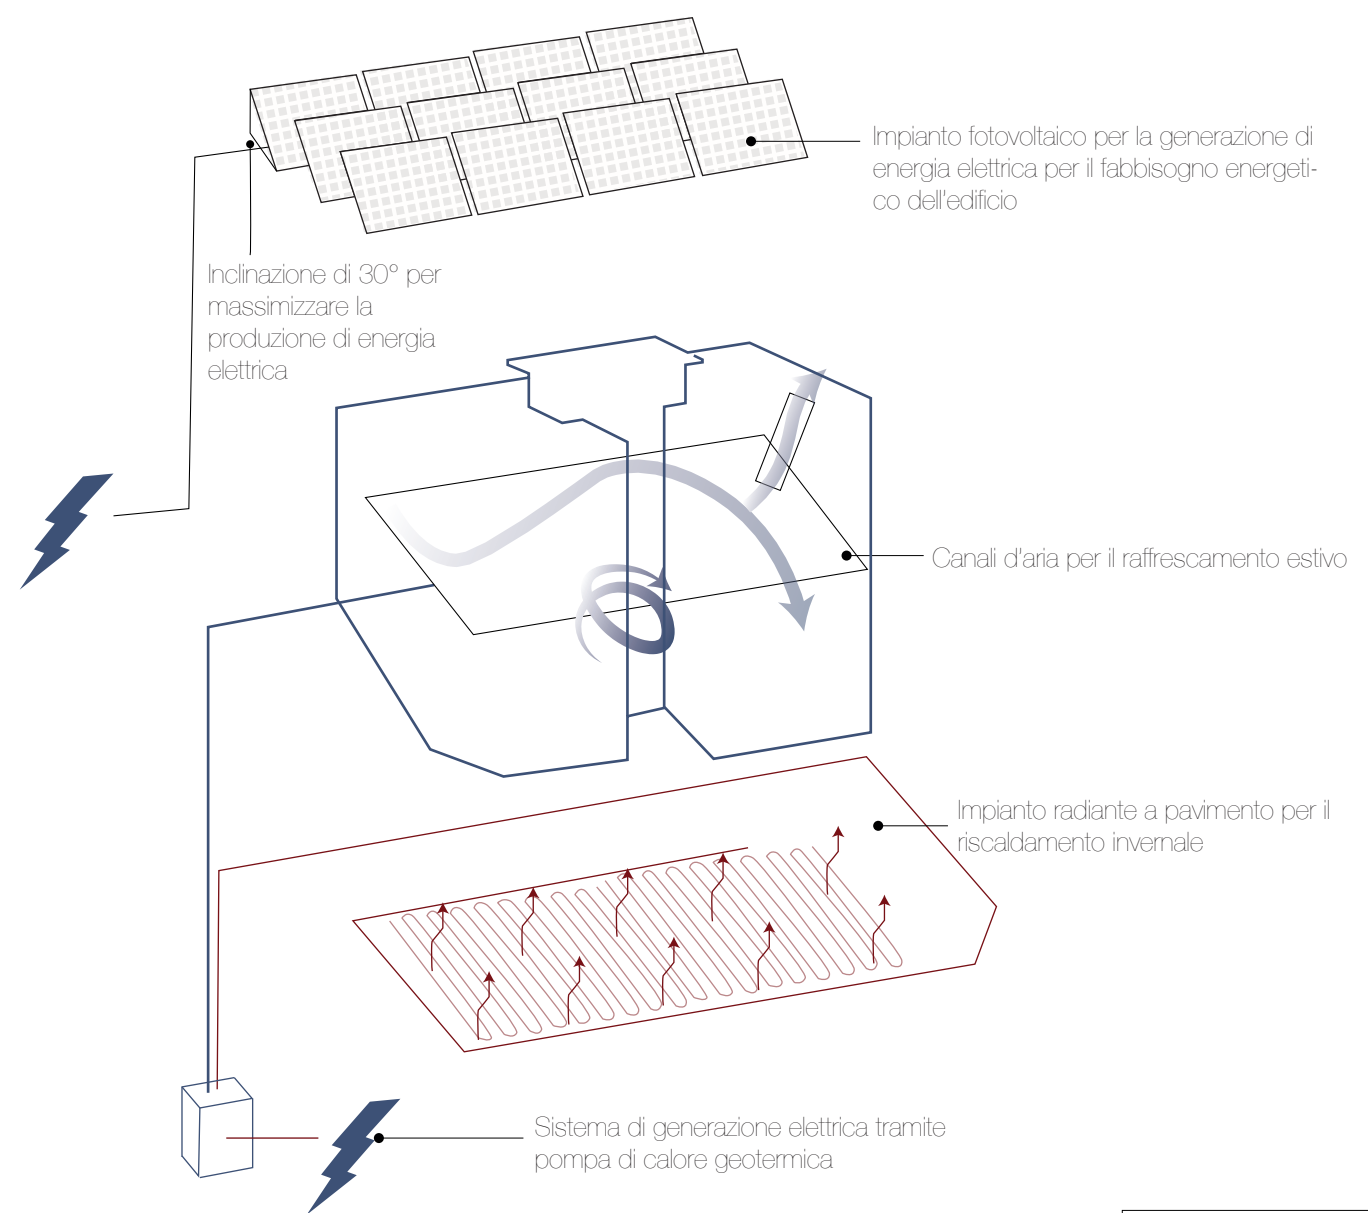 Impianto fotovoltaico per la generazione di
energia elettrica per il fabbisogno energeti-
co dell'edificio
Inclinazione di 30° per
massimizzare la
produzione di energia
elettrica
Canali d'aria per il raffrescamento estivo
Impianto radiante a pavimento per il
riscaldamento invernale
Sistema di generazione elettrica tramite
pompa di calore geotermica